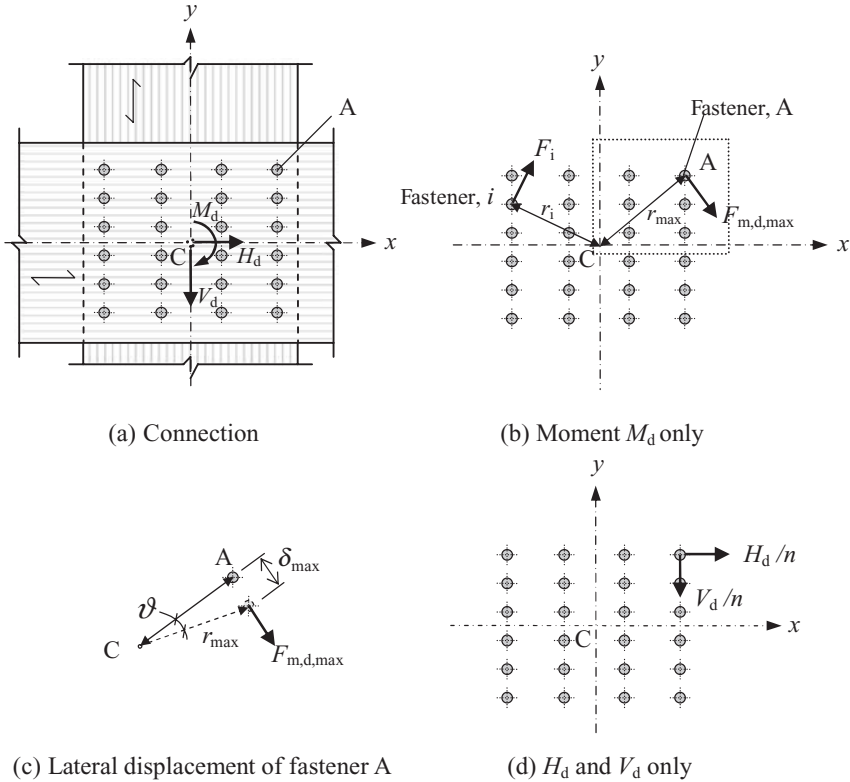 y
A
M_d
x
C
H_d
V_d
(a) Connection
y
Fastener, A
A
F_i
Fastener, i
r_i
r_max
F_m,d,max
x
C
(b) Moment M_d only
A
δ_max
ϑ
C
r_max
F_m,d,max
(c) Lateral displacement of fastener A
y
H_d /n
V_d /n
x
C
(d) H_d and V_d only